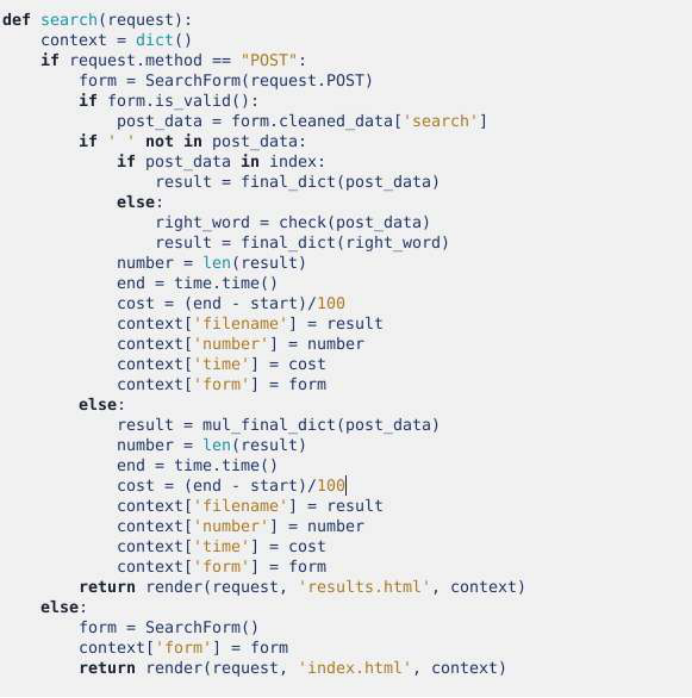 def search(request):
    context = dict()
    if request.method == "POST":
        form = SearchForm(request.POST)
        if form.is_valid():
            post_data = form.cleaned_data['search']
        if ' ' not in post_data:
            if post_data in index:
                result = final_dict(post_data)
            else:
                right_word = check(post_data)
                result = final_dict(right_word)
            number = len(result)
            end = time.time()
            cost = (end - start)/100
            context['filename'] = result
            context['number'] = number
            context['time'] = cost
            context['form'] = form
        else:
            result = mul_final_dict(post_data)
            number = len(result)
            end = time.time()
            cost = (end - start)/100
            context['filename'] = result
            context['number'] = number
            context['time'] = cost
            context['form'] = form
        return render(request, 'results.html', context)
    else:
        form = SearchForm()
        context['form'] = form
        return render(request, 'index.html', context)